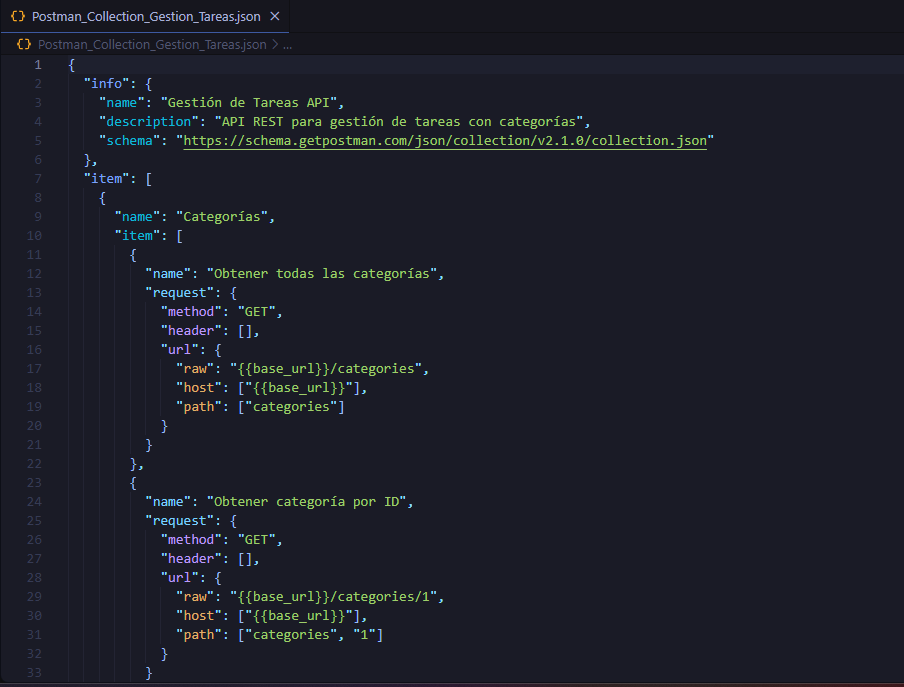 {} Postman_Collection_Gestion_Tareas.json ×
{} Postman_Collection_Gestion_Tareas.json > ...
1 {
2 "info": {
3 "name": "Gestión de Tareas API",
4 "description": "API REST para gestión de tareas con categorías",
5 "schema": "https://schema.getpostman.com/json/collection/v2.1.0/collection.json"
6 },
7 "item": [
8 {
9 "name": "Categorías",
10 "item": [
11 {
12 "name": "Obtener todas las categorías",
13 "request": {
14 "method": "GET",
15 "header": [],
16 "url": {
17 "raw": "{{base_url}}/categories",
18 "host": ["{{base_url}}"],
19 "path": ["categories"]
20 }
21 }
22 },
23 {
24 "name": "Obtener categoría por ID",
25 "request": {
26 "method": "GET",
27 "header": [],
28 "url": {
29 "raw": "{{base_url}}/categories/1",
30 "host": ["{{base_url}}"],
31 "path": ["categories", "1"]
32 }
33 }